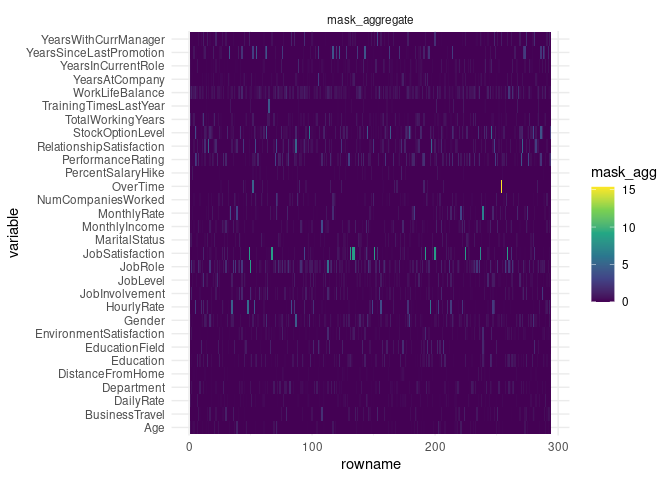 mask_aggregate
YearsWithCurrManager
YearsSinceLastPromotion
YearsInCurrentRole
YearsAtCompany
WorkLifeBalance
TrainingTimesLastYear
TotalWorkingYears
StockOptionLevel
RelationshipSatisfaction
PerformanceRating
PercentSalaryHike
OverTime
NumCompaniesWorked
MonthlyRate
MonthlyIncome
MaritalStatus
JobSatisfaction
JobRole
JobLevel
JobInvolvement
HourlyRate
Gender
EnvironmentSatisfaction
EducationField
Education
DistanceFromHome
Department
DailyRate
BusinessTravel
Age
variable
0
100
200
300
rowname
mask_agg
15
10
5
0